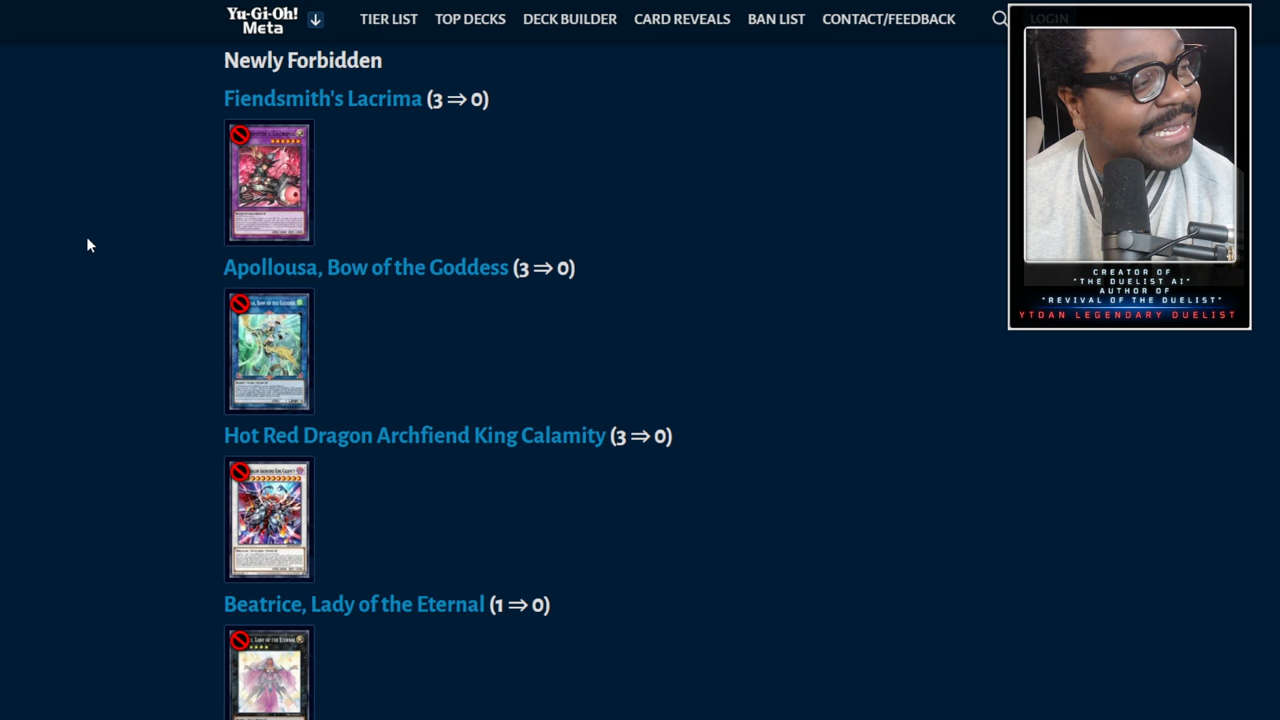 Yu-Gi-Oh!
Meta
TIER LIST
TOP DECKS
DECK BUILDER
CARD REVEALS
BAN LIST
CONTACT/FEEDBACK
LOGIN
Newly Forbidden
Fiendsmith's Lacrima (3 ⇒ 0)
Apollousa, Bow of the Goddess (3 ⇒ 0)
Hot Red Dragon Archfiend King Calamity (3 ⇒ 0)
Beatrice, Lady of the Eternal (1 ⇒ 0)
CREATOR OF
"THE DUELIST AI"
AUTHOR OF
"REVIVAL OF THE DUELIST"
YTDAN LEGENDARY DUELIST